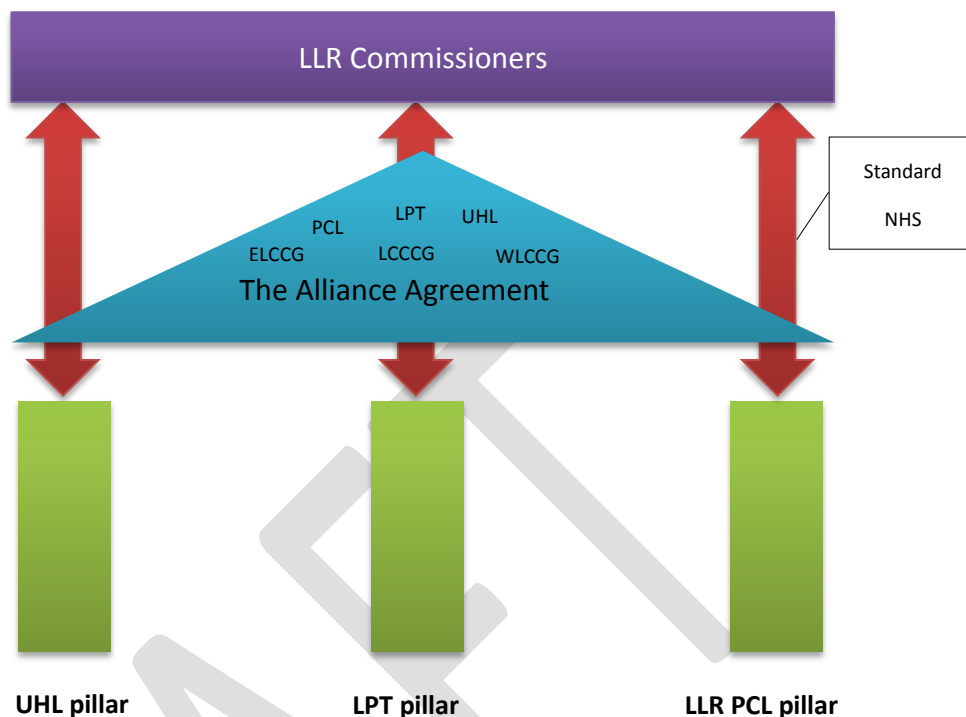 LLR Commissioners
Standard
NHS
LPT
UHL
PCL
ELCCG
LCCCG
WLCCG
The Alliance Agreement
UHL pillar
LPT pillar
LLR PCL pillar